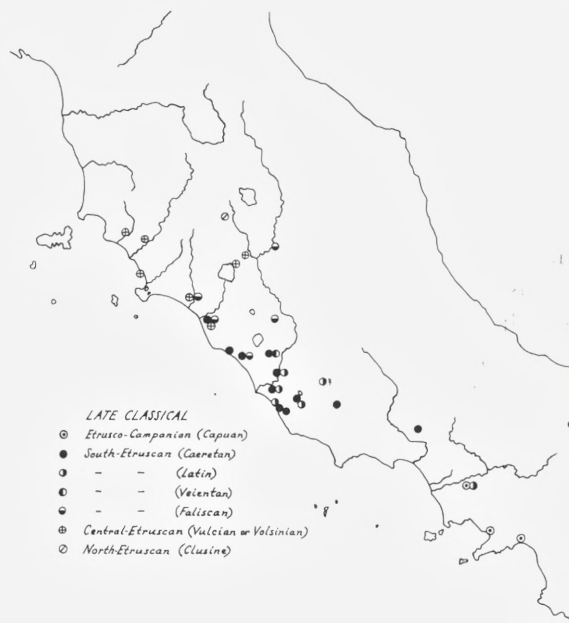 LATE CLASSICAL
Etrusco-Campanian (Capuan)
South-Etruscan (Caeretan)
– – (Latin)
– – (Veientan)
– – (Faliscan)
Central-Etruscan (Vulcian or Volsinian)
North-Etruscan (Clusine)